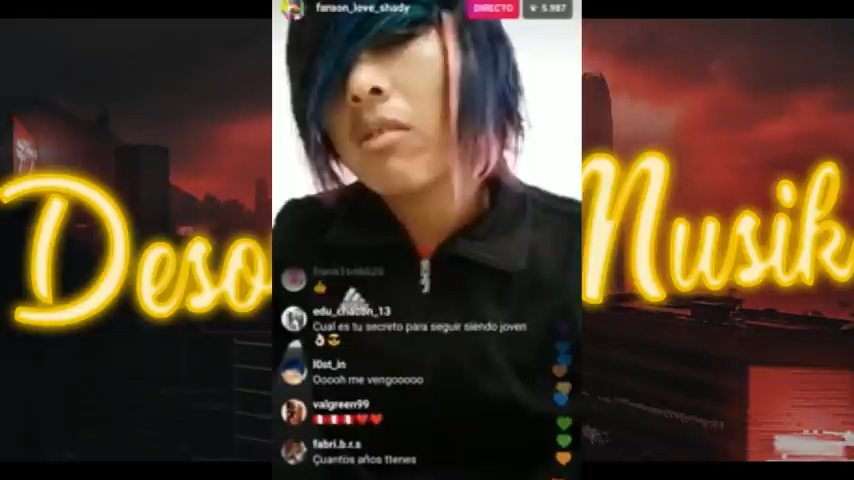 faraon_love_shady
DIRECTO
5.987
Deso
Musik
edu_chacon_13
Cual es tu secreto para seguir siendo joven
👌🏻😎
l0st_in
Ooooh me vengooooo
valgreen99
fabri.b.r.s
Cuantos años tienes